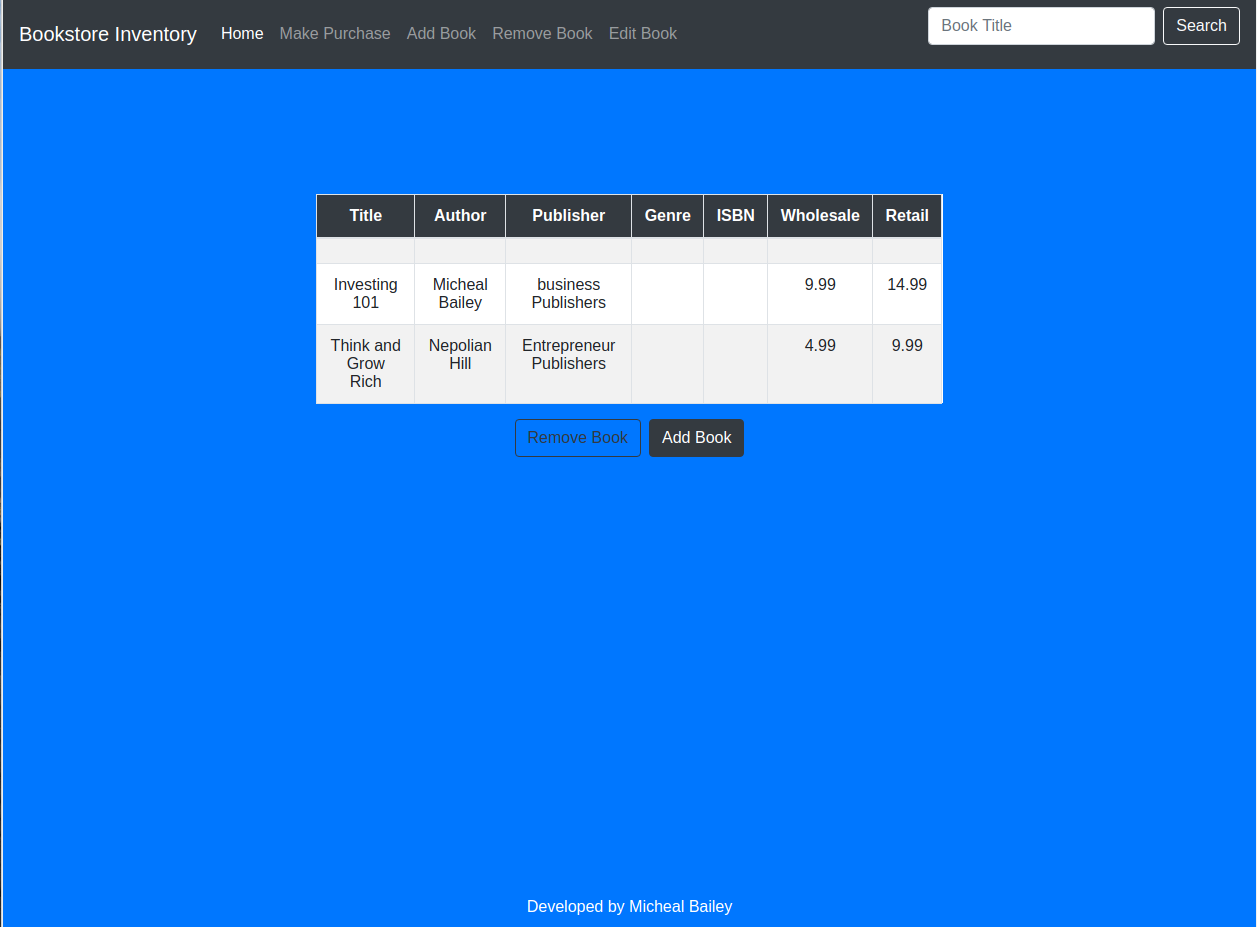 Bookstore Inventory Home Make Purchase Add Book Remove Book Edit Book Book Title Search
Title Author Publisher Genre ISBN Wholesale Retail
Investing Micheal business 9.99 14.99
101 Bailey Publishers
Think and Nepolian Entrepreneur 4.99 9.99
Grow Hill Publishers
Rich
Remove Book Add Book
Developed by Micheal Bailey